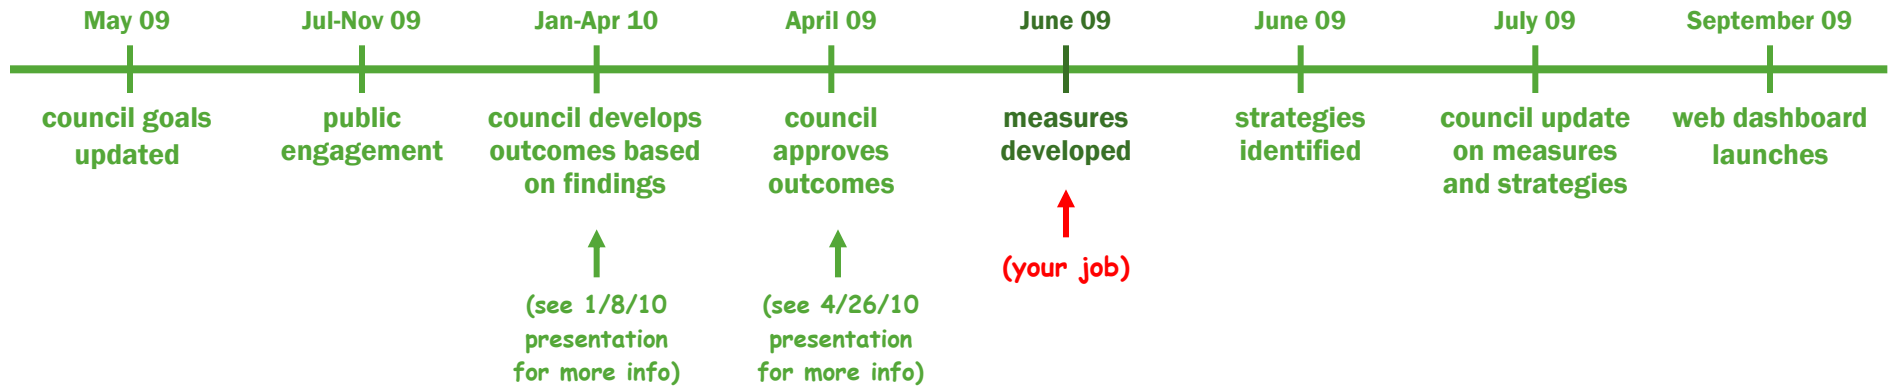 May 09
Jul-Nov 09
Jan-Apr 10
April 09
June 09
June 09
July 09
September 09
council goals
updated
public
engagement
council develops
outcomes based
on findings
council
approves
outcomes
measures
developed
strategies
identified
council update
on measures
and strategies
web dashboard
launches
(see 1/8/10
presentation
for more info)
(see 4/26/10
presentation
for more info)
(your job)